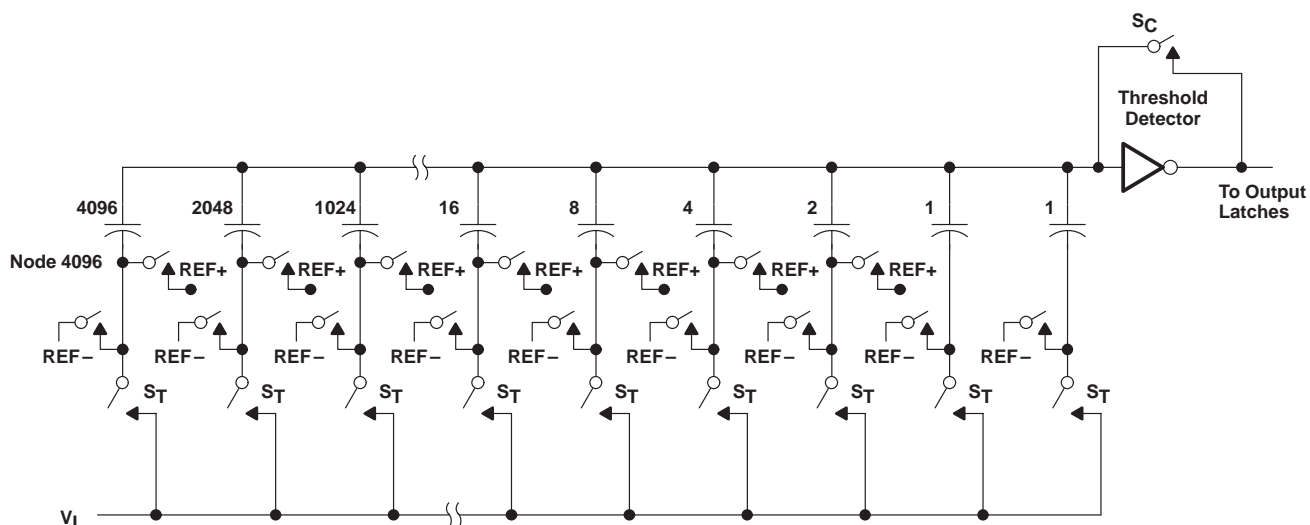 SC
Threshold
Detector
To Output
Latches
4096 2048 1024 16 8 4 2 1 1
Node 4096
REF+ REF+ REF+ REF+ REF+ REF+ REF+
REF− REF− REF− REF− REF− REF− REF− REF− REF−
ST ST ST ST ST ST ST ST ST
VI